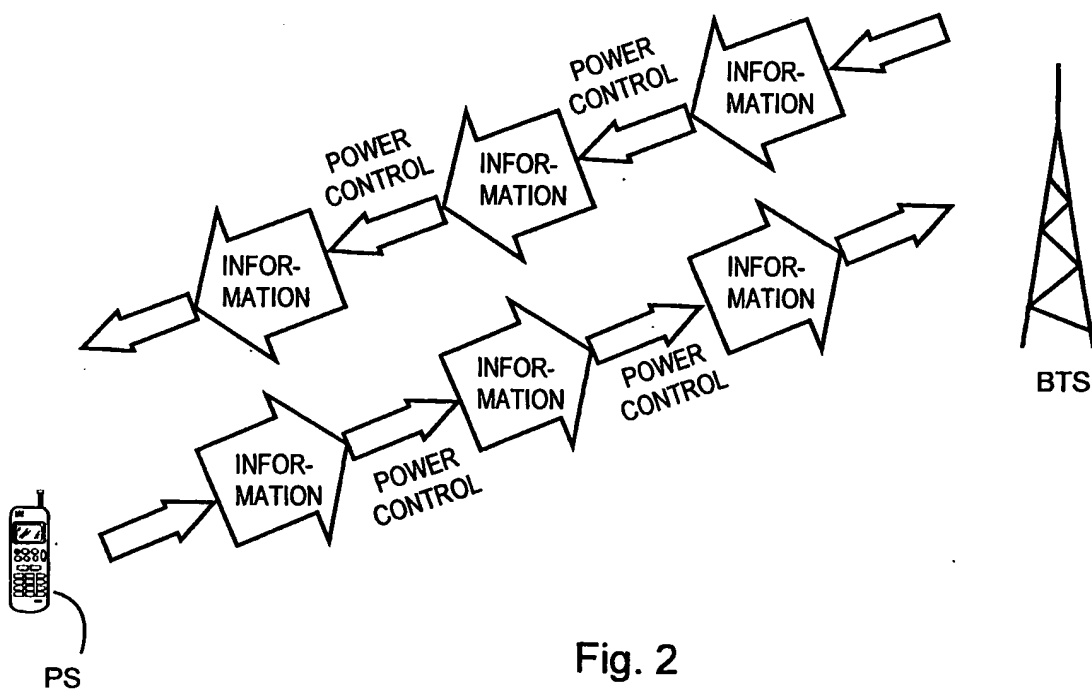 POWER
CONTROL
INFOR-
MATION
POWER
CONTROL
INFOR-
MATION
INFOR-
MATION
INFOR-
MATION
POWER
CONTROL
INFOR-
MATION
POWER
CONTROL
INFOR-
MATION
BTS
PS
Fig. 2